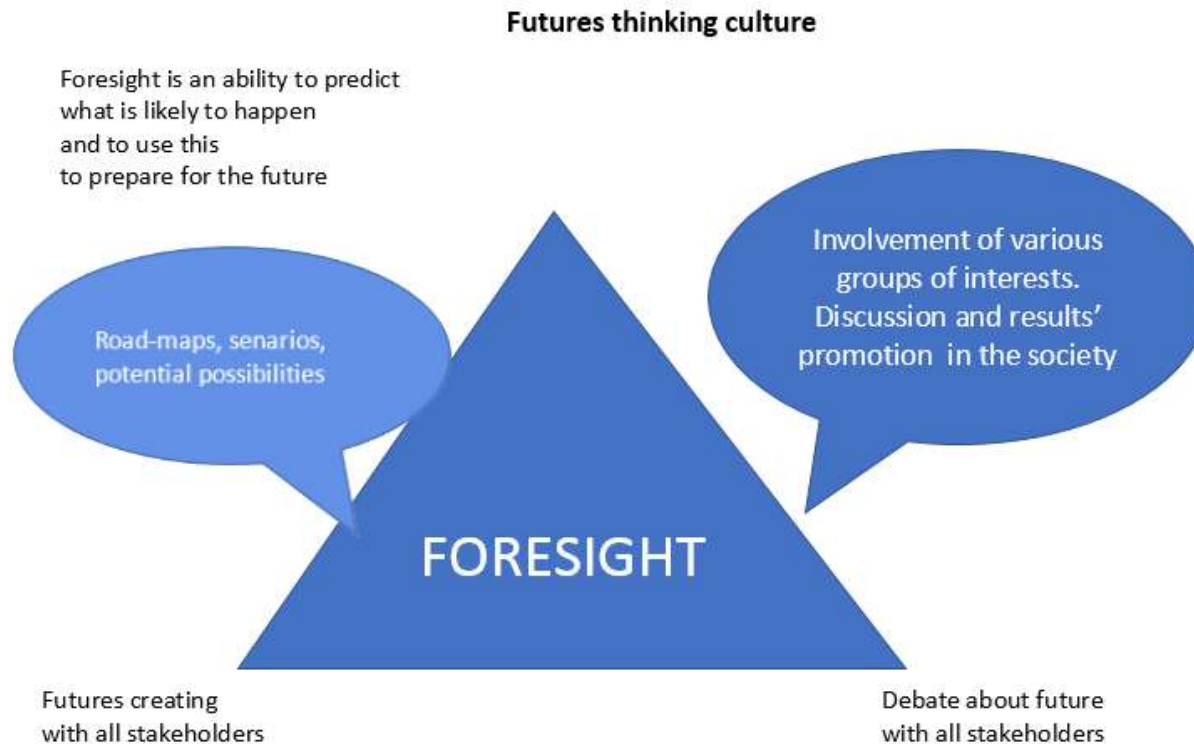 Futures thinking culture
Foresight is an ability to predict
what is likely to happen
and to use this
to prepare for the future
Involvement of various
groups of interests.
Discussion and results’
promotion in the society
Road-maps, senarios,
potential possibilities
FORESIGHT
Futures creating
with all stakeholders
Debate about future
with all stakeholders